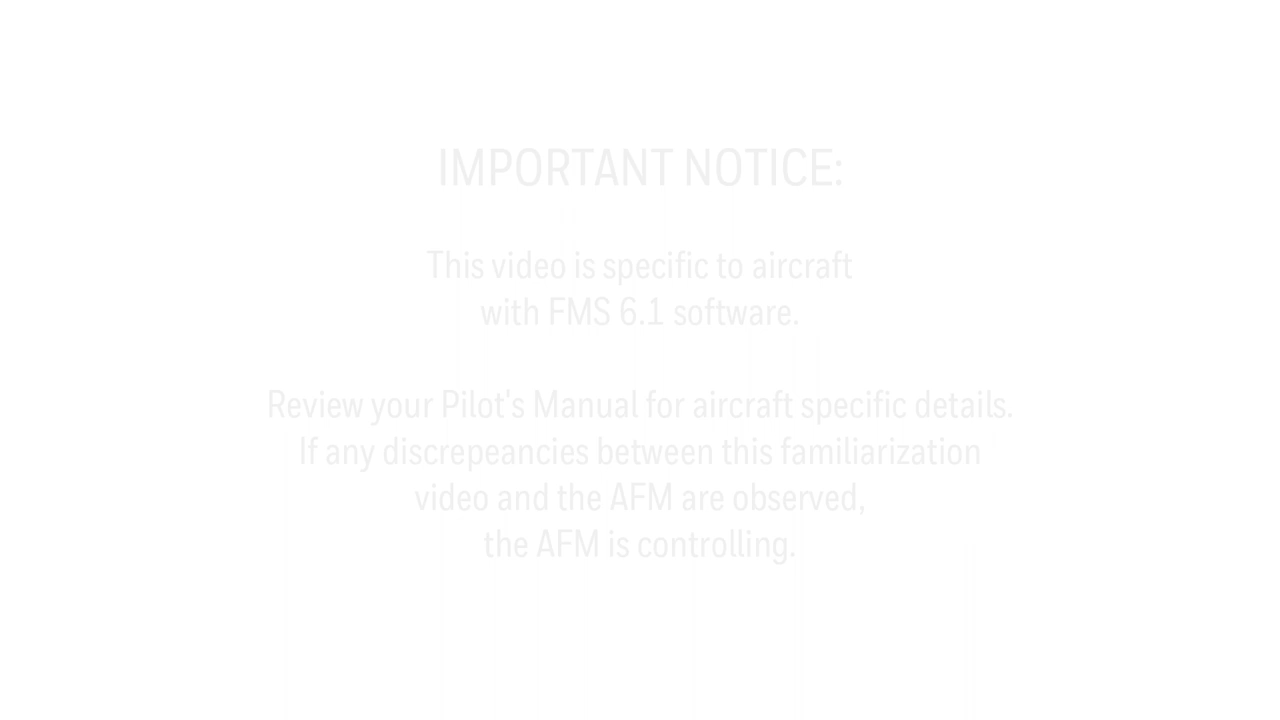 IMPORTANT NOTICE:
This video is specific to aircraft
with FMS 6.1 software.
Review your Pilot's Manual for aircraft specific details.
If any discrepeancies between this familiarization
video and the AFM are observed,
the AFM is controlling.